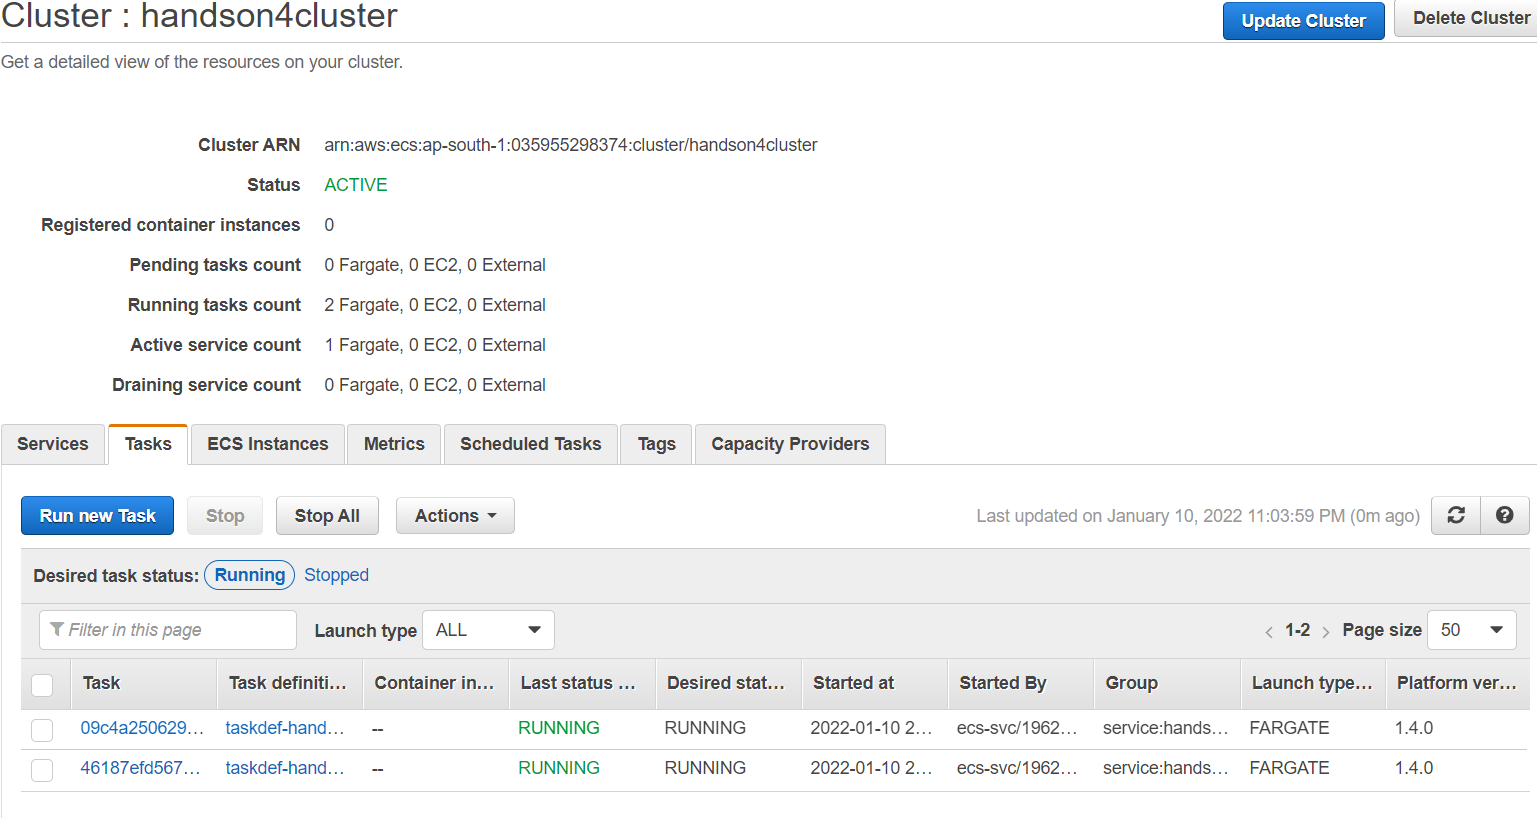 Cluster : handson4cluster
Update Cluster
Delete Cluster
Get a detailed view of the resources on your cluster.
Cluster ARN arn:aws:ecs:ap-south-1:035955298374:cluster/handson4cluster
Status ACTIVE
Registered container instances 0
Pending tasks count 0 Fargate, 0 EC2, 0 External
Running tasks count 2 Fargate, 0 EC2, 0 External
Active service count 1 Fargate, 0 EC2, 0 External
Draining service count 0 Fargate, 0 EC2, 0 External
Services Tasks ECS Instances Metrics Scheduled Tasks Tags Capacity Providers
Run new Task Stop Stop All Actions Last updated on January 10, 2022 11:03:59 PM (0m ago)
Desired task status: Running Stopped
Filter in this page Launch type ALL < 1-2 > Page size 50
Task Task definiti... Container in... Last status ... Desired stat... Started at Started By Group Launch type... Platform ver...
09c4a250629... taskdef-hand... -- RUNNING RUNNING 2022-01-10 2... ecs-svc/1962... service:hands... FARGATE 1.4.0
46187efd567... taskdef-hand... -- RUNNING RUNNING 2022-01-10 2... ecs-svc/1962... service:hands... FARGATE 1.4.0